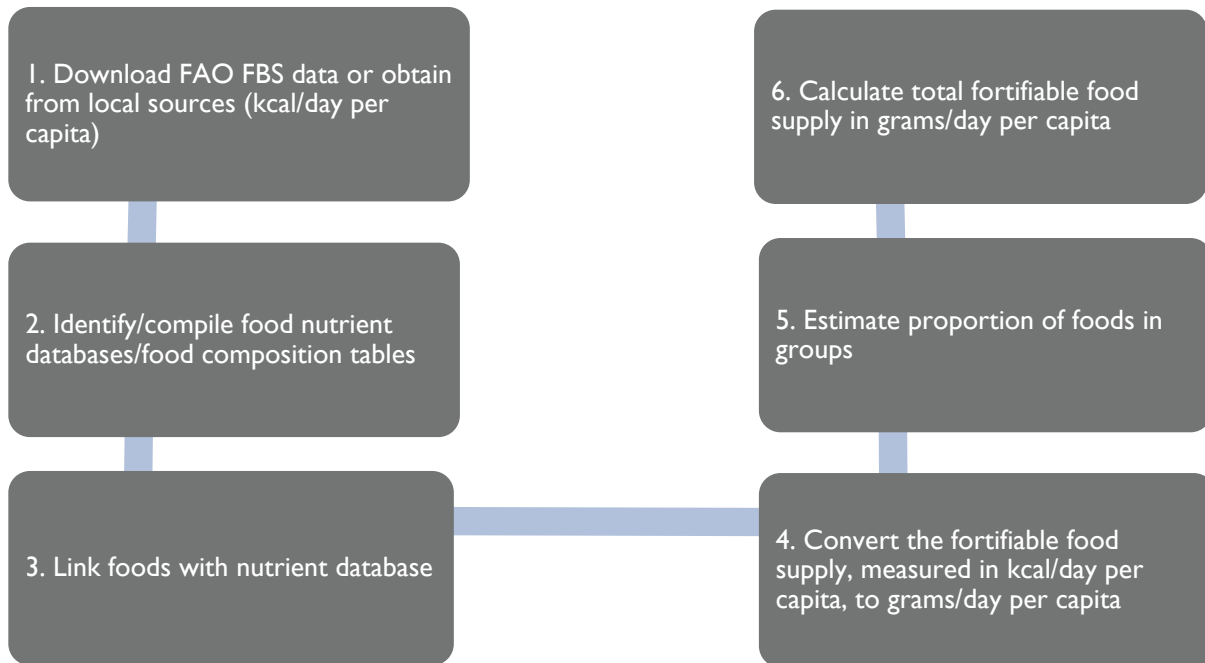 1. Download FAO FBS data or obtain
from local sources (kcal/day per
capita)
2. Identify/compile food nutrient
databases/food composition tables
3. Link foods with nutrient database
4. Convert the fortifiable food
supply, measured in kcal/day per
capita, to grams/day per capita
5. Estimate proportion of foods in
groups
6. Calculate total fortifiable food
supply in grams/day per capita